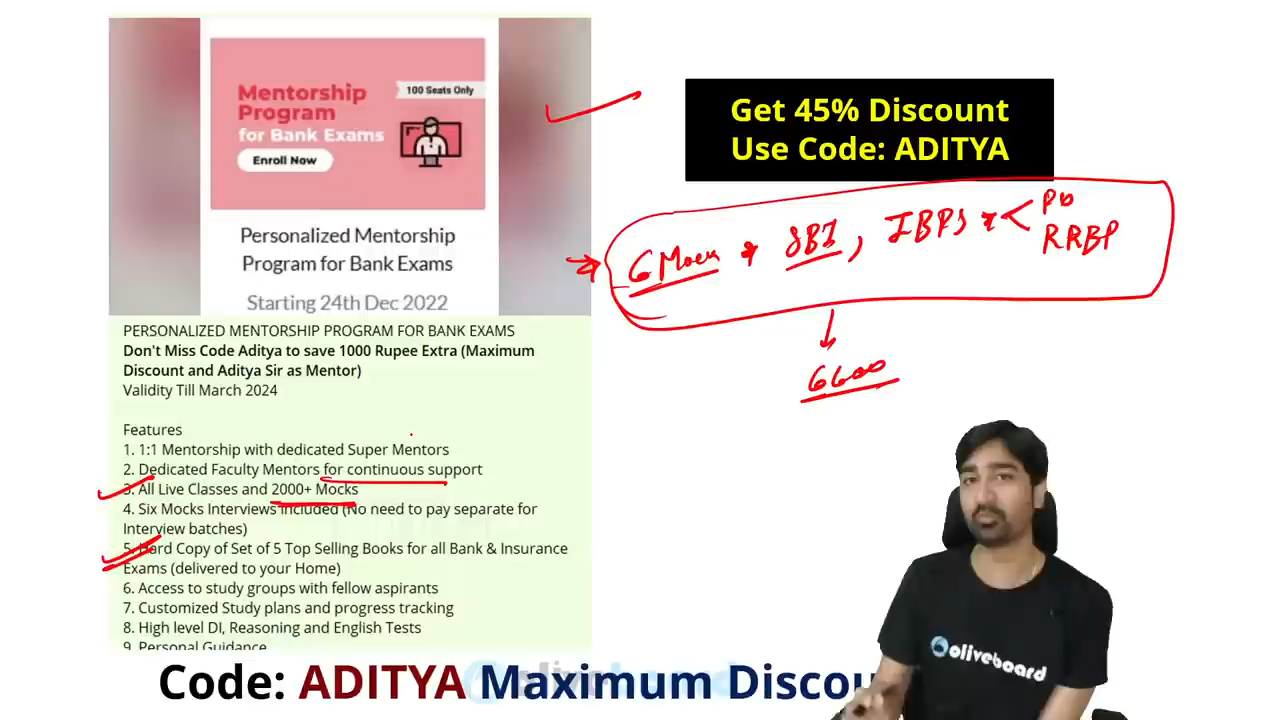 Mentorship
Program
for Bank Exams
Enroll Now
100 Seats Only
Personalized Mentorship
Program for Bank Exams
Starting 24th Dec 2022
PERSONALIZED MENTORSHIP PROGRAM FOR BANK EXAMS
Don't Miss Code Aditya to save 1000 Rupee Extra (Maximum
Discount and Aditya Sir as Mentor)
Validity Till March 2024
Features
1. 1:1 Mentorship with dedicated Super Mentors
2. Dedicated Faculty Mentors for continuous support
3. All Live Classes and 2000+ Mocks
4. Six Mocks Interviews included (No need to pay separate for
Interview batches)
5. Hard Copy of Set of 5 Top Selling Books for all Bank & Insurance
Exams (delivered to your Home)
6. Access to study groups with fellow aspirants
7. Customized Study plans and progress tracking
8. High level DI, Reasoning and English Tests
9. Personal Guidance
Get 45% Discount
Use Code: ADITYA
6 Mock * SBI, IBPS * < PO
RRBP
6600
oliveboard
Code: ADITYA Maximum Discou